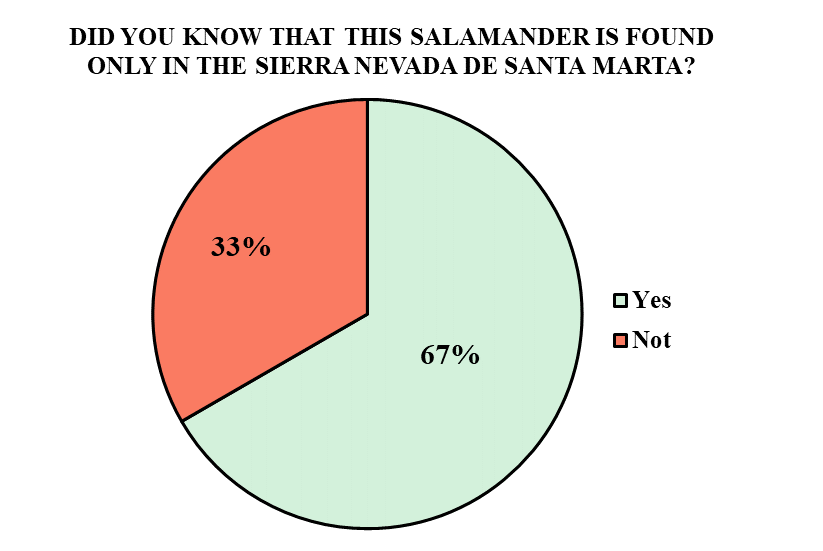 DID YOU KNOW THAT THIS SALAMANDER IS FOUND
ONLY IN THE SIERRA NEVADA DE SANTA MARTA?
33%
67%
Yes
Not